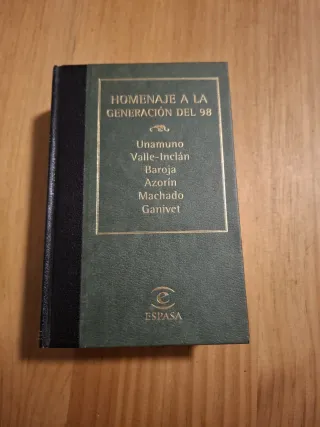 HOMENAJE A LA
GENERACIÓN DEL 98
Unamuno
Valle-Inclán
Baroja
Azorín
Machado
Ganivet
ESPASA